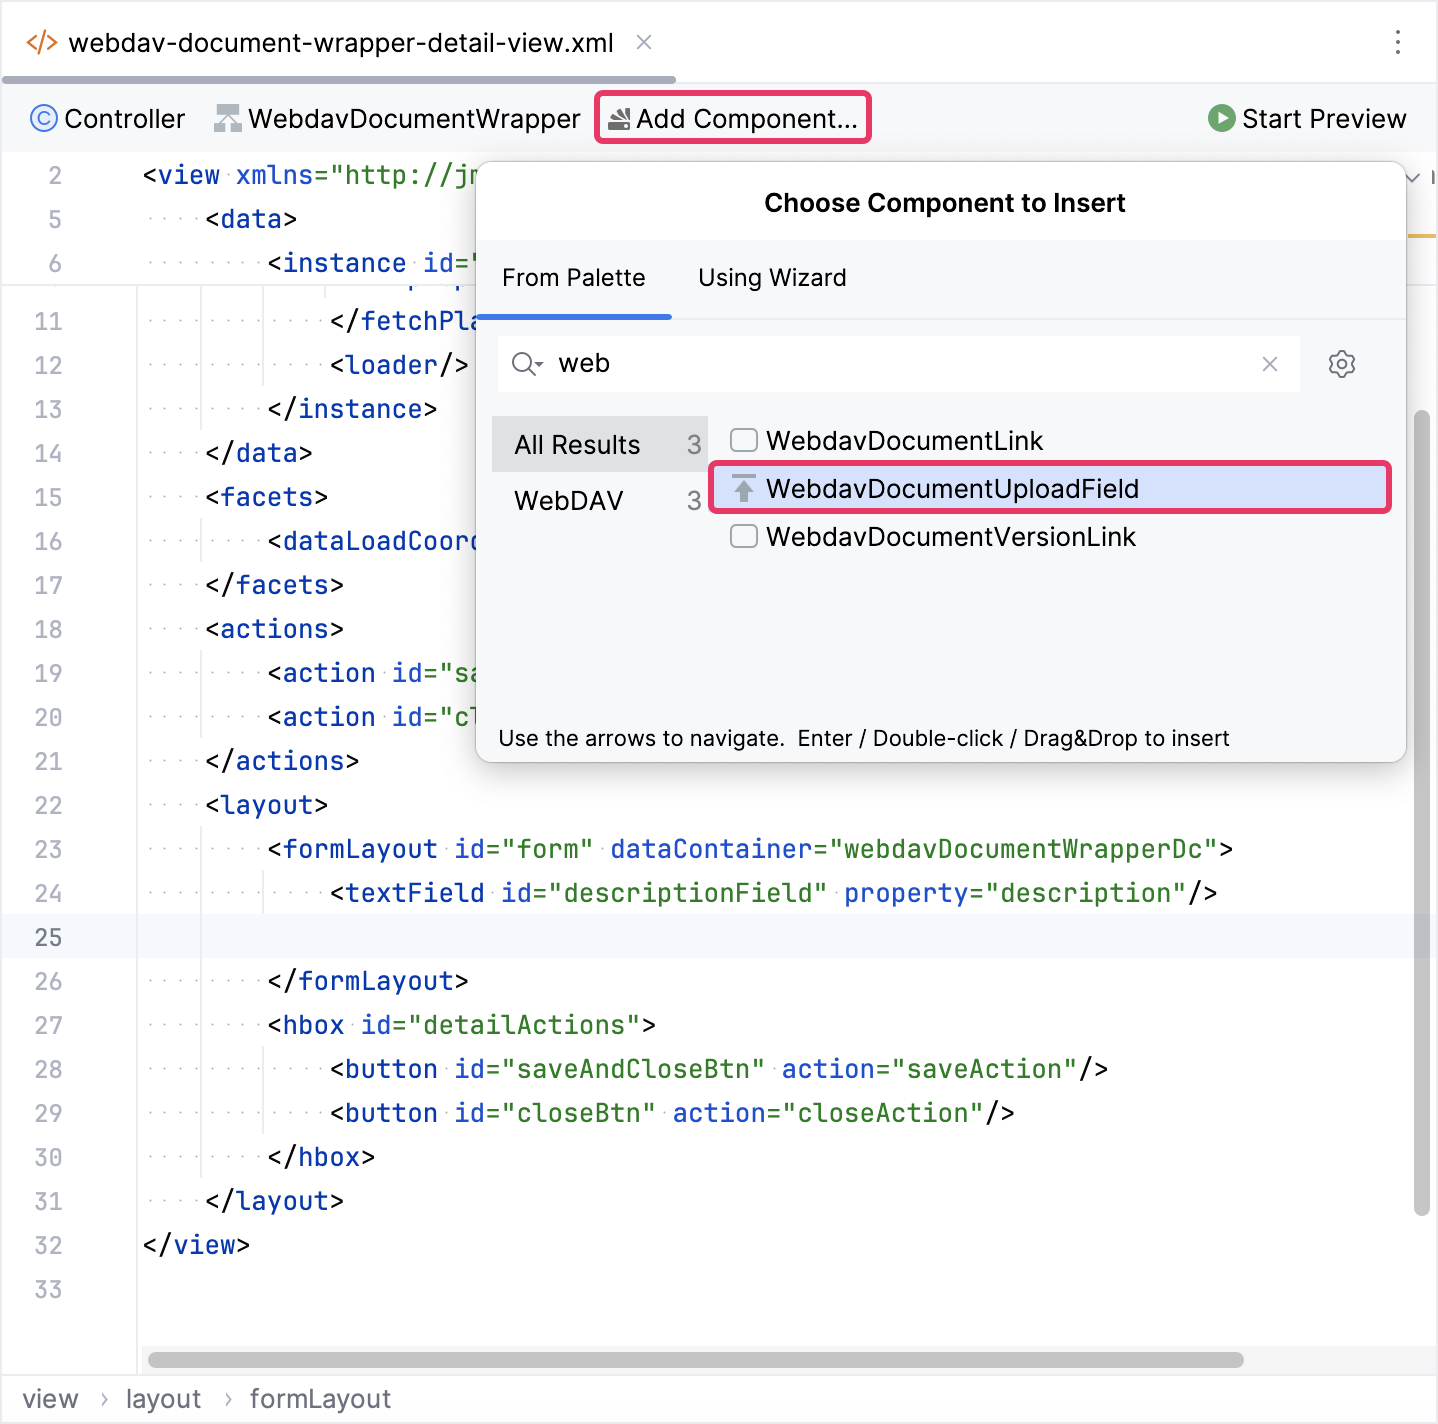 </> webdav-document-wrapper-detail-view.xml
Controller WebdavDocumentWrapper Add Component... Start Preview
2 <view xmlns="http://jm
5 <data>
6 <instance id="
11 </fetchPla
12 <loader/>
13 </instance>
14 </data>
15 <facets>
16 <dataLoadCoord
17 </facets>
18 <actions>
19 <action id="sa
20 <action id="cl
21 </actions>
22 <layout>
23 <formLayout id="form" dataContainer="webdavDocumentWrapperDc">
24 <textField id="descriptionField" property="description"/>
25
26 </formLayout>
27 <hbox id="detailActions">
28 <button id="saveAndCloseBtn" action="saveAction"/>
29 <button id="closeBtn" action="closeAction"/>
30 </hbox>
31 </layout>
32 </view>
33
Choose Component to Insert
From Palette Using Wizard
web
All Results 3
WebDAV 3
WebdavDocumentLink
WebdavDocumentUploadField
WebdavDocumentVersionLink
Use the arrows to navigate. Enter / Double-click / Drag&Drop to insert
view › layout › formLayout